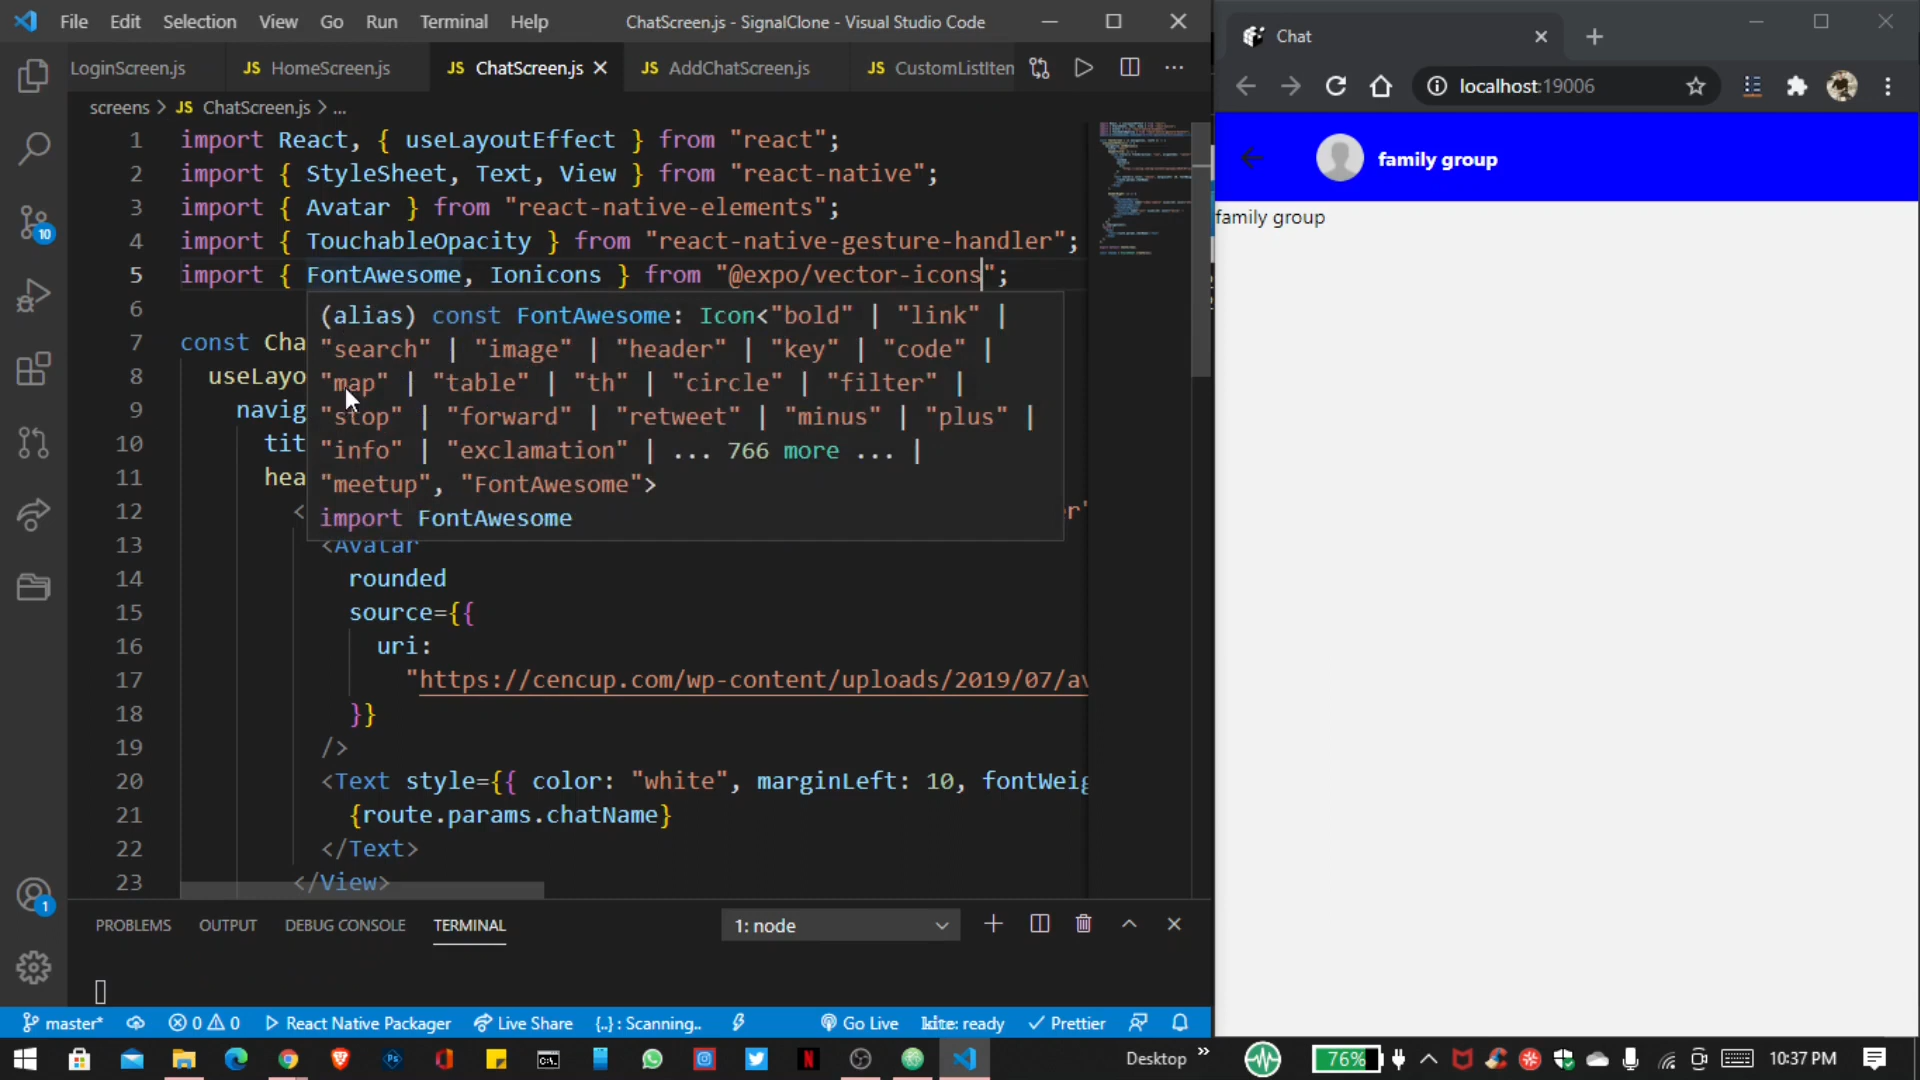 File Edit Selection View Go Run Terminal Help ChatScreen.js - SignalClone - Visual Studio Code
LoginScreen.js JS HomeScreen.js JS ChatScreen.js JS AddChatScreen.js JS CustomListIten
screens > JS ChatScreen.js > ...
1 import React, { useLayoutEffect } from "react";
2 import { StyleSheet, Text, View } from "react-native";
3 import { Avatar } from "react-native-elements";
4 import { TouchableOpacity } from "react-native-gesture-handler";
5 import { FontAwesome, Ionicons } from "@expo/vector-icons";
6
7 const Cha
8 useLayo
9 navig
10 tit
11 hea
12 < r"
(alias) const FontAwesome: Icon<"bold" | "link" |
"search" | "image" | "header" | "key" | "code" |
"map" | "table" | "th" | "circle" | "filter" |
"stop" | "forward" | "retweet" | "minus" | "plus" |
"info" | "exclamation" | ... 766 more ... |
"meetup", "FontAwesome">
import FontAwesome
13 <Avatar
14 rounded
15 source={{
16 uri:
17 "https://cencup.com/wp-content/uploads/2019/07/av
18 }}
19 />
20 <Text style={{ color: "white", marginLeft: 10, fontWeig
21 {route.params.chatName}
22 </Text>
23 </View>
PROBLEMS OUTPUT DEBUG CONSOLE TERMINAL 1: node
master* 0 0 React Native Packager Live Share {..} : Scanning.. Go Live kite: ready Prettier
10
1
Chat
localhost:19006
family group
family group
Desktop 76% 10:37 PM